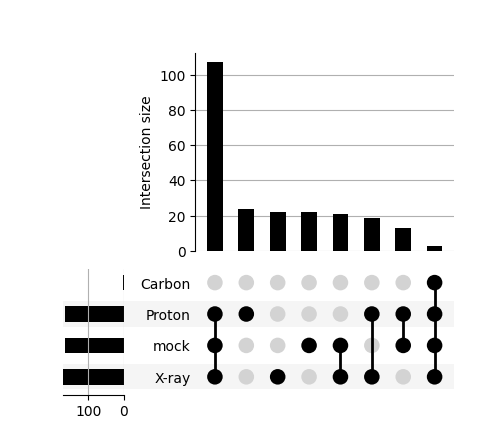 100
80
60
40
20
0
Intersection size
Carbon
Proton
mock
X-ray
100 0